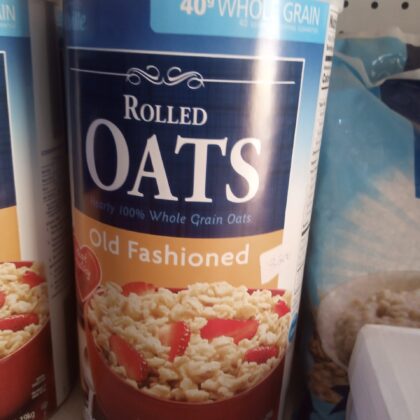 40g WHOLE GRAIN
Rolled
OATS
100% Whole Grain Oats
Old Fashioned